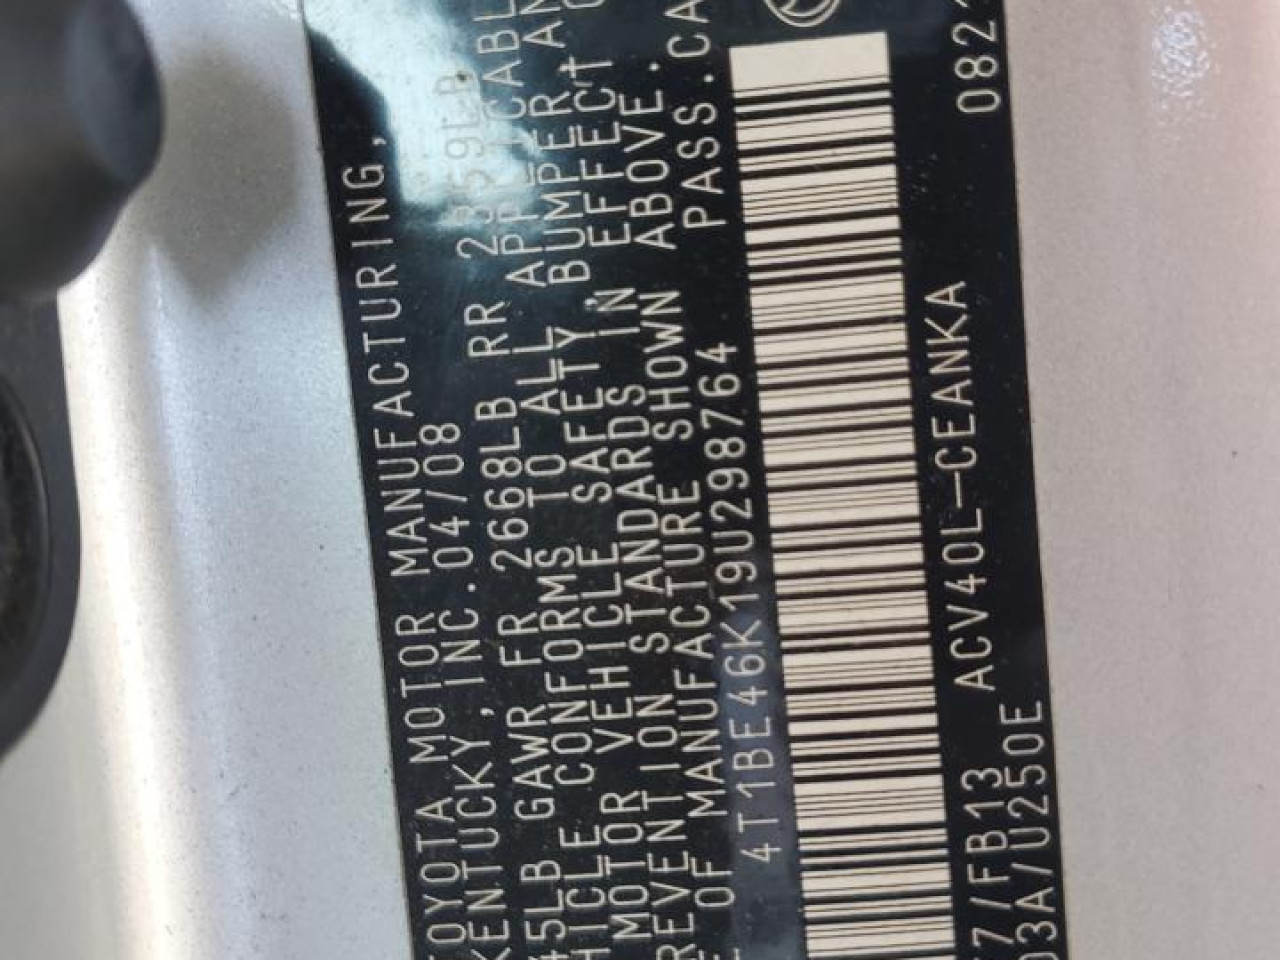 TOYOTA MOTOR MANUFACTURING,
KENTUCKY, INC. 04/08
45LB GAWR FR 2668LB RR 2359LB
HICLE CONFORMS TO ALL APPLICABL
MOTOR VEHICLE SAFETY, BUMPER, AN
REVENTION STANDARDS IN EFFECT O
OF MANUFACTURE SHOWN ABOVE.
4T1BE46K19U298764 PASS.CA
ACV40L-CEANKA 082
7/FB13
03A/U250E